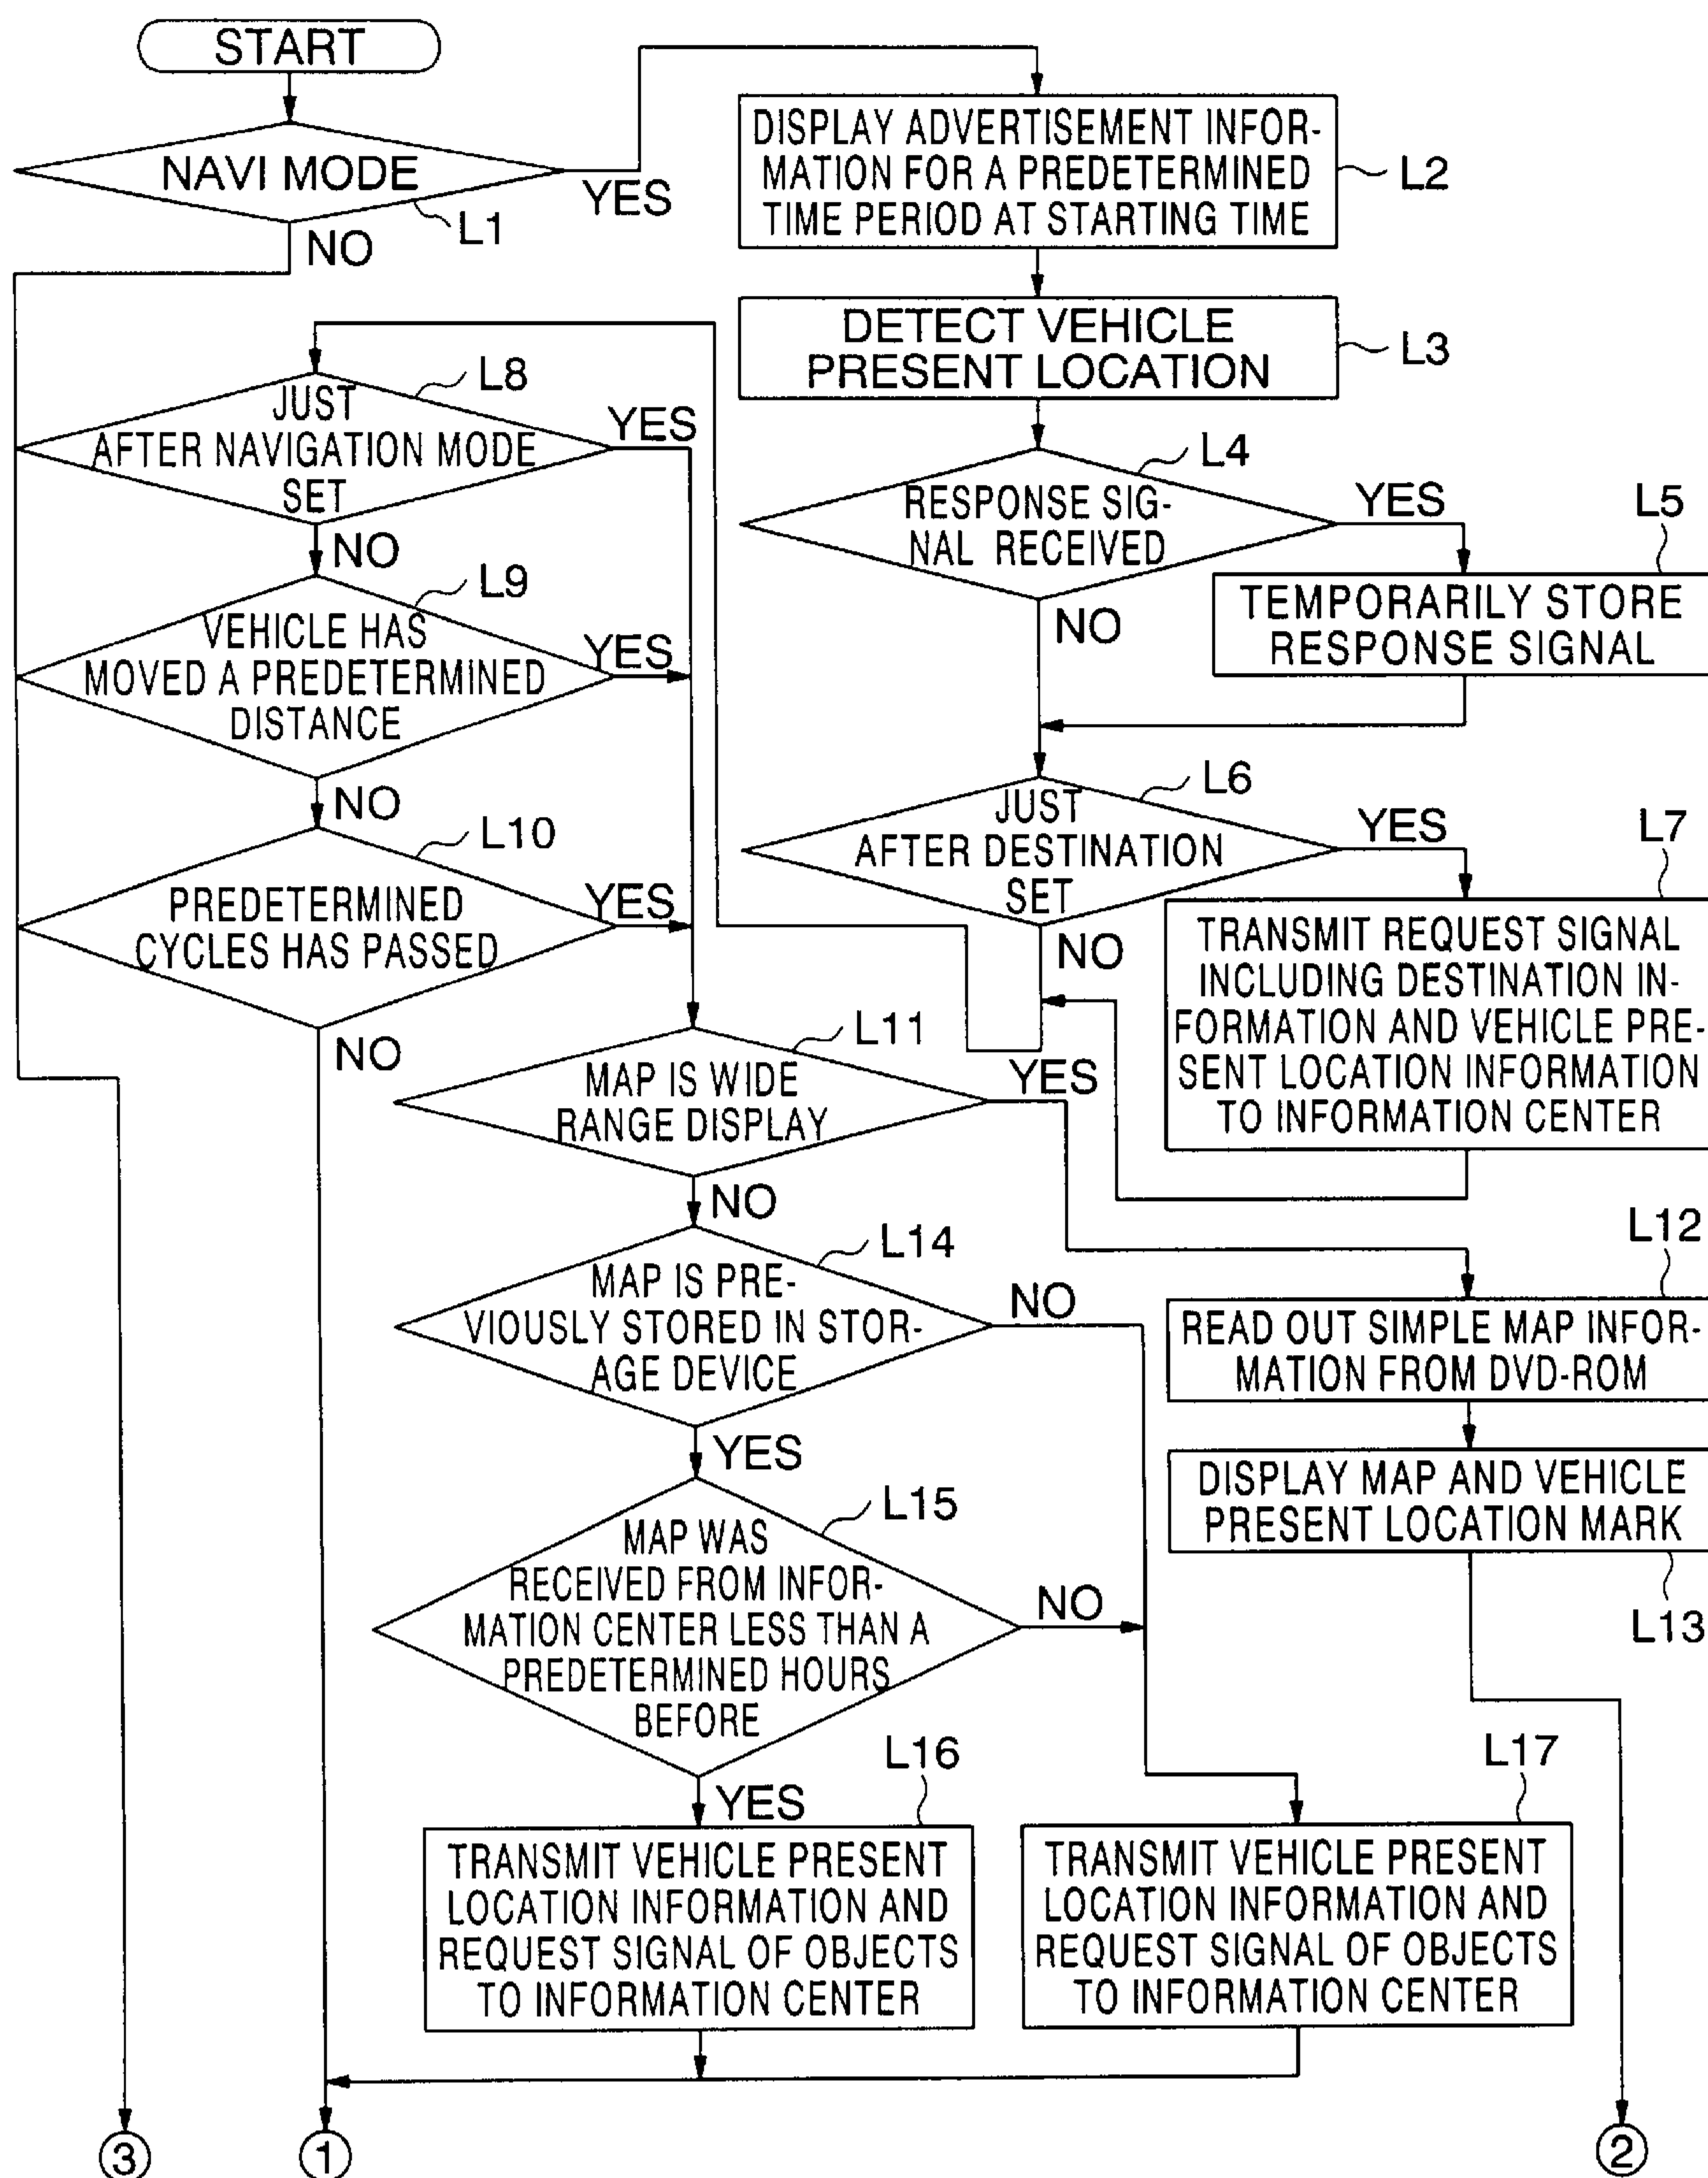 START
NAVI MODE
L1
YES
NO
DISPLAY ADVERTISEMENT INFOR-
MATION FOR A PREDETERMINED
TIME PERIOD AT STARTING TIME
L2
DETECT VEHICLE
PRESENT LOCATION
L3
RESPONSE SIG-
NAL RECEIVED
L4
YES
NO
L5
TEMPORARILY STORE
RESPONSE SIGNAL
JUST
AFTER DESTINATION
SET
L6
YES
NO
L7
TRANSMIT REQUEST SIGNAL
INCLUDING DESTINATION IN-
FORMATION AND VEHICLE PRE-
SENT LOCATION INFORMATION
TO INFORMATION CENTER
L8
JUST
AFTER NAVIGATION MODE
SET
YES
NO
L9
VEHICLE HAS
MOVED A PREDETERMINED
DISTANCE
YES
NO
L10
PREDETERMINED
CYCLES HAS PASSED
YES
NO
L11
MAP IS WIDE
RANGE DISPLAY
YES
NO
L12
READ OUT SIMPLE MAP INFOR-
MATION FROM DVD-ROM
DISPLAY MAP AND VEHICLE
PRESENT LOCATION MARK
L13
L14
MAP IS PRE-
VIOUSLY STORED IN STOR-
AGE DEVICE
NO
YES
L15
MAP WAS
RECEIVED FROM INFOR-
MATION CENTER LESS THAN A
PREDETERMINED HOURS
BEFORE
NO
YES
L16
TRANSMIT VEHICLE PRESENT
LOCATION INFORMATION AND
REQUEST SIGNAL OF OBJECTS
TO INFORMATION CENTER
L17
TRANSMIT VEHICLE PRESENT
LOCATION INFORMATION AND
REQUEST SIGNAL OF OBJECTS
TO INFORMATION CENTER
3
1
2